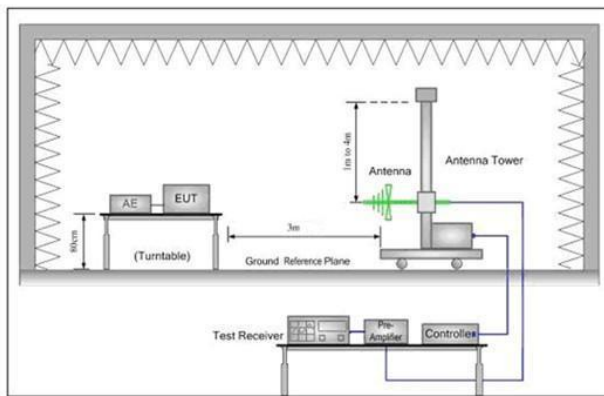 1m to 4m
Antenna
Antenna Tower
AE
EUT
80cm
(Turntable)
3m
Ground Reference Plane
Test Receiver
Pre-
Amplifier
Controller